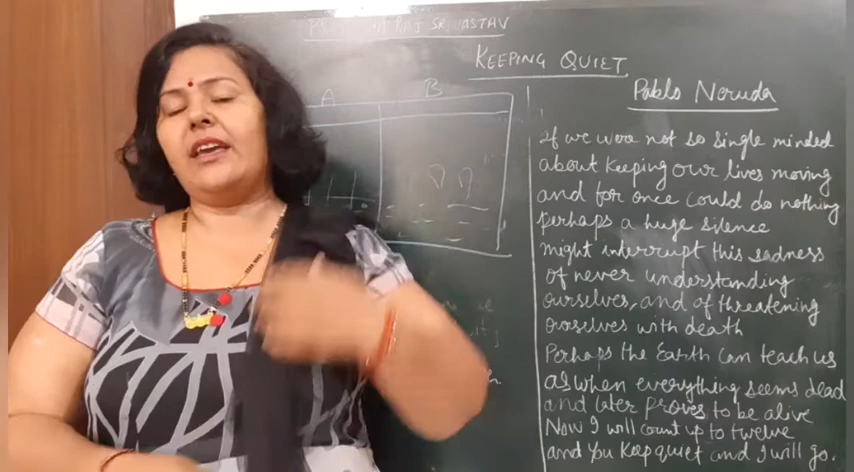 RAJ SRIVASTAV
KEEPING QUIET
A B
Pablo Neruda
If we were not so single minded
about keeping our lives moving
and for once could do nothing
perhaps a huge silence
might interrupt this sadness
of never understanding
ourselves, and of threatening
ourselves with death
Perhaps the Earth can teach us
as when everything seems dead
and later proves to be alive
Now I will count up to twelve
and you keep quiet and I will go.